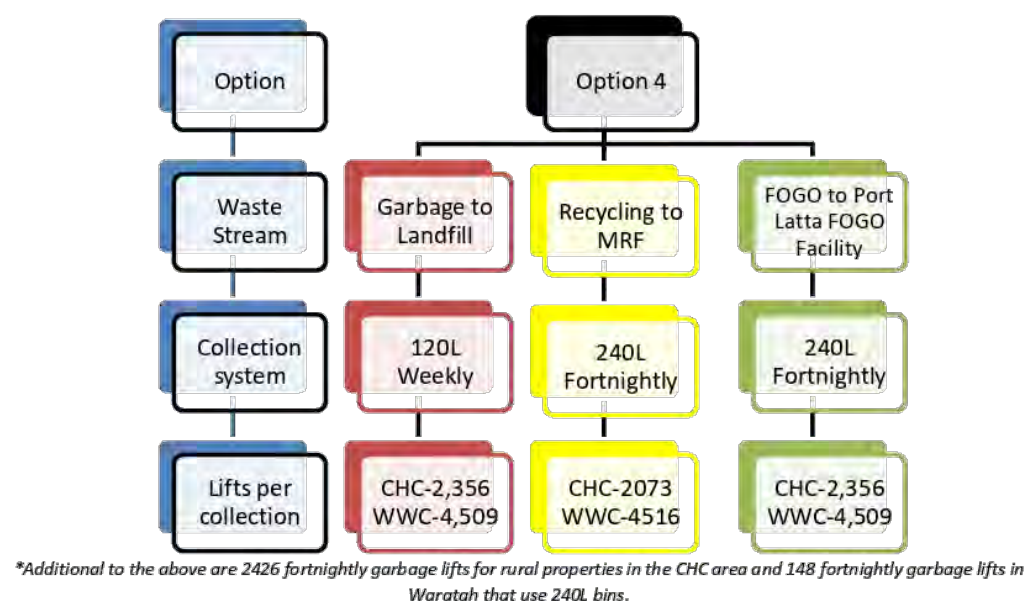 Option
Option 4
Waste
Stream
Garbage to
Landfill
Recycling to
MRF
FOGO to Port
Latta FOGO
Facility
Collection
system
120L
Weekly
240L
Fortnightly
240L
Fortnightly
Lifts per
collection
CHC-2,356
WWC-4,509
CHC-2073
WWC-4516
CHC-2,356
WWC-4,509
*Additional to the above are 2426 fortnightly garbage lifts for rural properties in the CHC area and 148 fortnightly garbage lifts in
Waratah that use 240L bins.